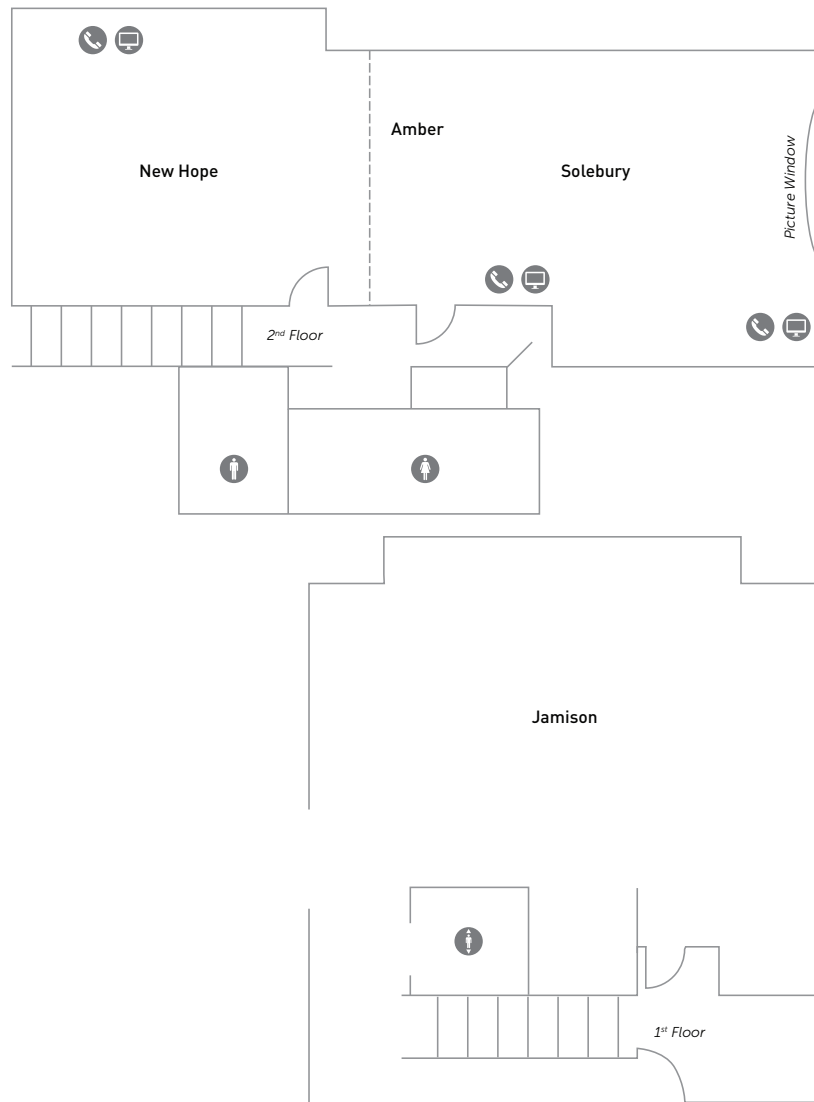 Amber
New Hope
Solebury
Picture Window
2nd Floor
Jamison
1st Floor